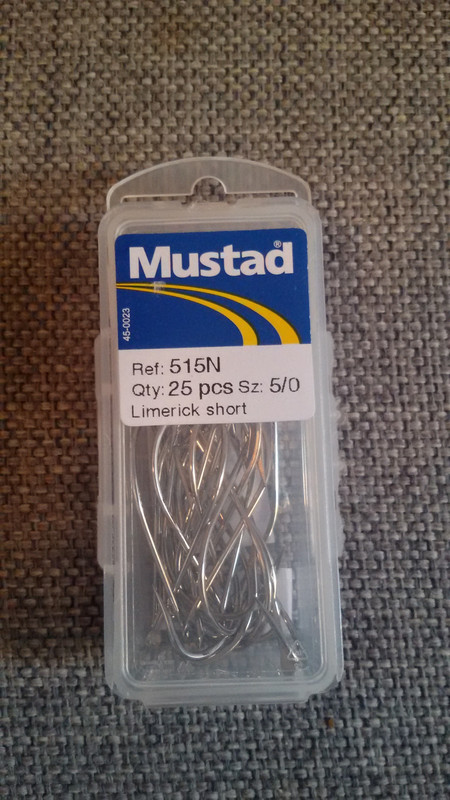 Mustad®
45-0023
Ref: 515N
Qty: 25 pcs Sz: 5/0
Limerick short